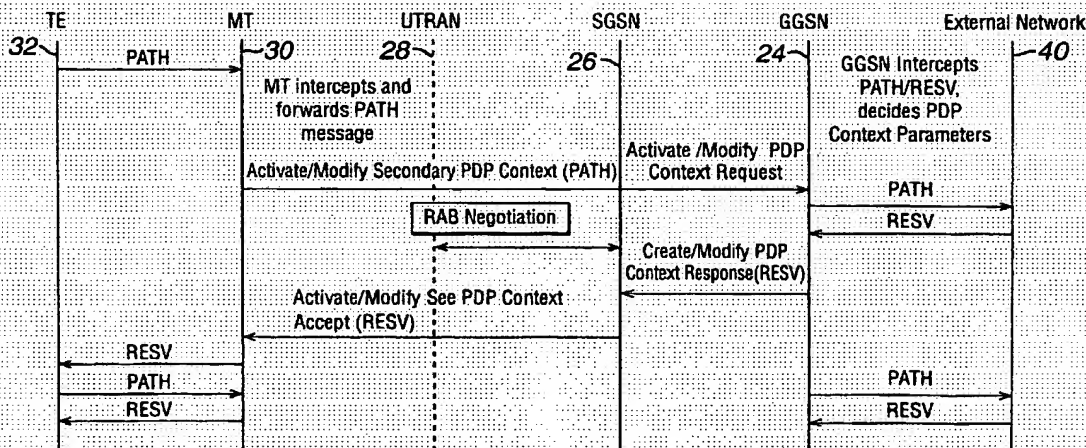 TE MT UTRAN SGSN GGSN External Network
32 30 28 26 24 40
PATH
MT intercepts and
forwards PATH
message
GGSN Intercepts
PATH/RESV,
decides PDP
Context Parameters
Activate/Modify Secondary PDP Context (PATH)
Activate /Modify PDP
Context Request
PATH
RAB Negotiation
RESV
Create/Modify PDP
Context Response(RESV)
Activate/Modify See PDP Context
Accept (RESV)
RESV
PATH
RESV
PATH
RESV